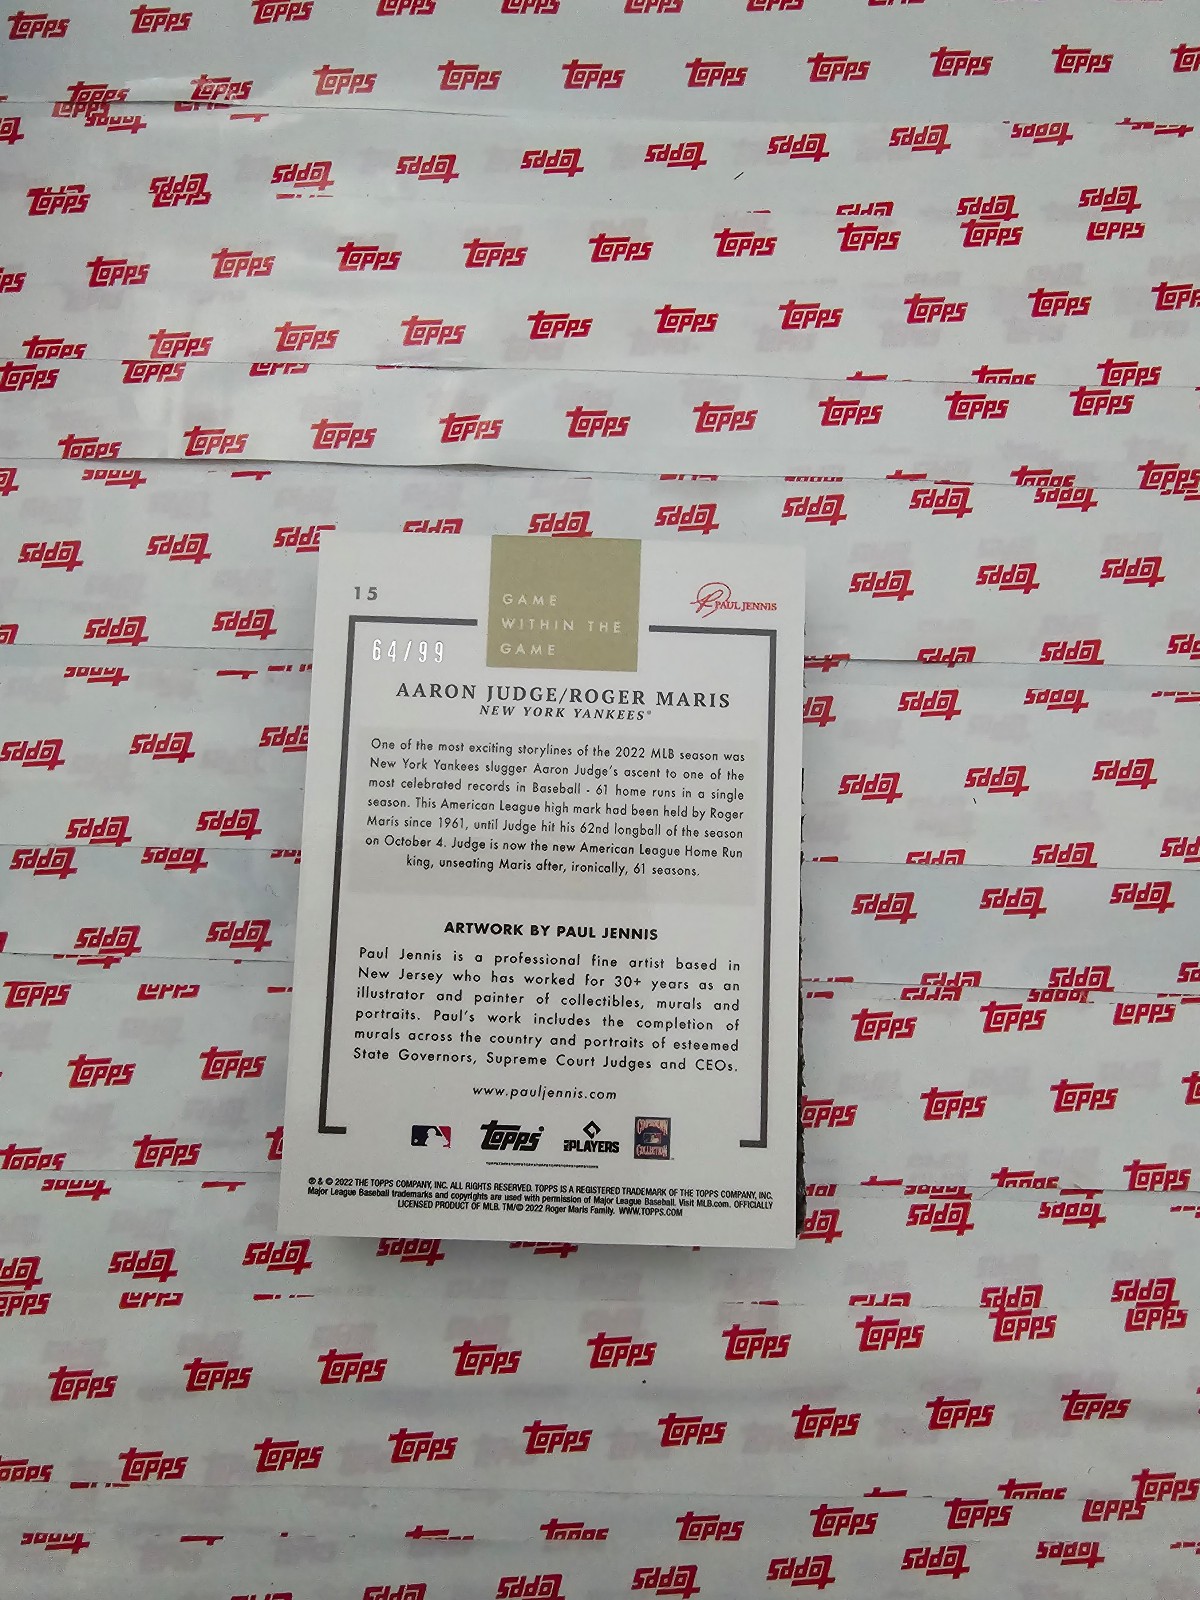 15
GAME
WITHIN THE
GAME
PAUL JENNIS
64/99
AARON JUDGE/ROGER MARIS
NEW YORK YANKEES®
One of the most exciting storylines of the 2022 MLB season was
New York Yankees slugger Aaron Judge's ascent to one of the
most celebrated records in Baseball - 61 home runs in a single
season. This American League high mark had been held by Roger
Maris since 1961, until Judge hit his 62nd longball of the season
on October 4. Judge is now the new American League Home Run
king, unseating Maris after, ironically, 61 seasons.
ARTWORK BY PAUL JENNIS
Paul Jennis is a professional fine artist based in
New Jersey who has worked for 30+ years as an
illustrator and painter of collectibles, murals and
portraits. Paul's work includes the completion of
murals across the country and portraits of esteemed
State Governors, Supreme Court Judges and CEOs.
www.pauljennis.com
Topps® PLAYERS COOPERSTOWN COLLECTION
® & © 2022 THE TOPPS COMPANY, INC. ALL RIGHTS RESERVED. TOPPS IS A REGISTERED TRADEMARK OF THE TOPPS COMPANY, INC.
Major League Baseball trademarks and copyrights are used with permission of Major League Baseball. Visit MLB.com. OFFICIALLY
LICENSED PRODUCT OF MLB. TM/© 2022 Roger Maris Family. WWW.TOPPS.COM